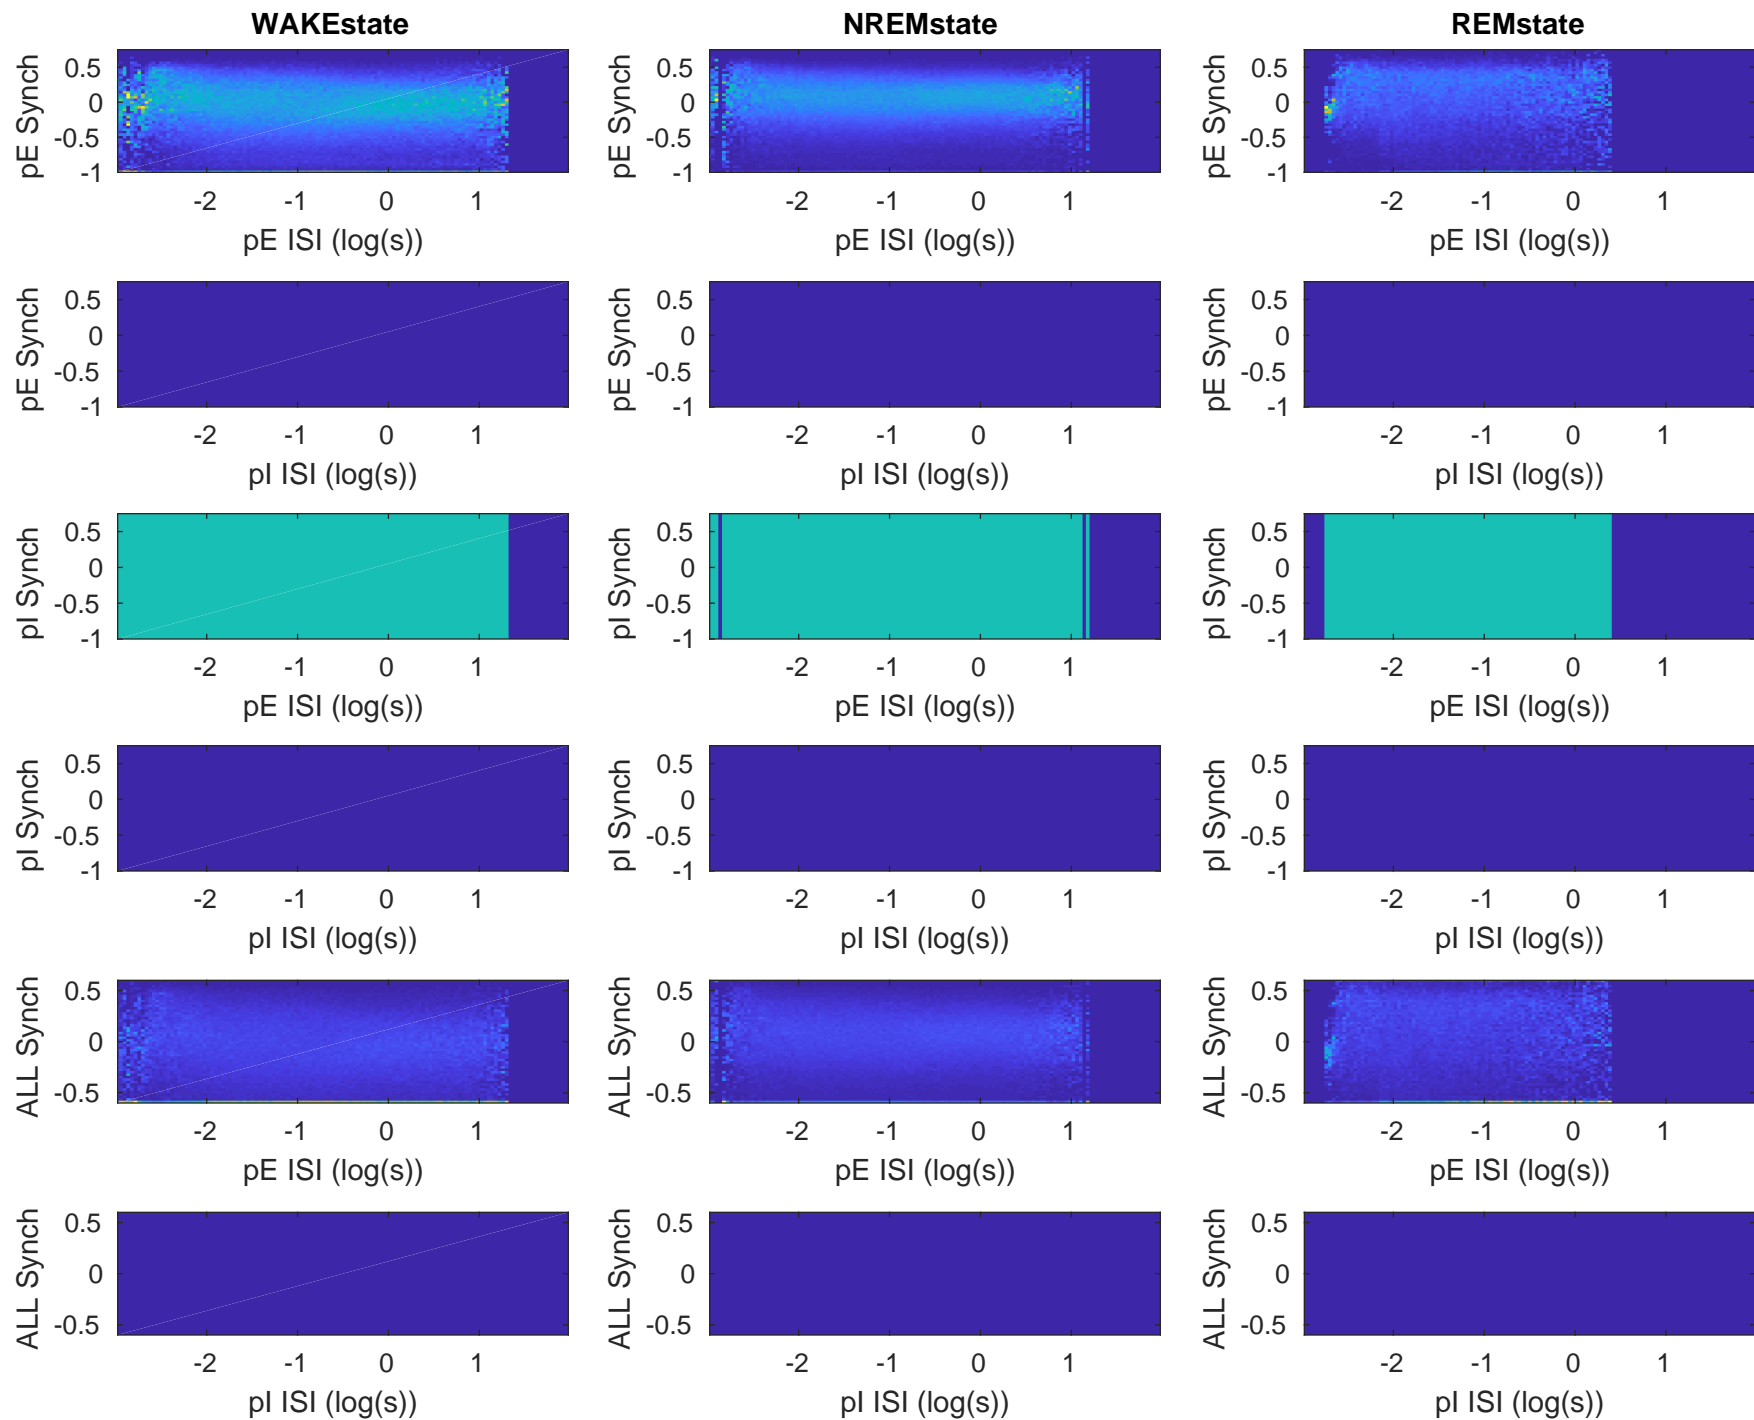 WAKEstate NREMstate REMstate
pE Synch 0.5 0 -0.5 -1 pE Synch 0.5 0 -0.5 -1 pE Synch 0.5 0 -0.5 -1
-2 -1 0 1 -2 -1 0 1 -2 -1 0 1
pE ISI (log(s)) pE ISI (log(s)) pE ISI (log(s))
pE Synch 0.5 0 -0.5 -1 pE Synch 0.5 0 -0.5 -1 pE Synch 0.5 0 -0.5 -1
-2 -1 0 1 -2 -1 0 1 -2 -1 0 1
pI ISI (log(s)) pI ISI (log(s)) pI ISI (log(s))
pI Synch 0.5 0 -0.5 -1 pI Synch 0.5 0 -0.5 -1 pI Synch 0.5 0 -0.5 -1
-2 -1 0 1 -2 -1 0 1 -2 -1 0 1
pE ISI (log(s)) pE ISI (log(s)) pE ISI (log(s))
pI Synch 0.5 0 -0.5 -1 pI Synch 0.5 0 -0.5 -1 pI Synch 0.5 0 -0.5 -1
-2 -1 0 1 -2 -1 0 1 -2 -1 0 1
pI ISI (log(s)) pI ISI (log(s)) pI ISI (log(s))
ALL Synch 0.5 0 -0.5 ALL Synch 0.5 0 -0.5 ALL Synch 0.5 0 -0.5
-2 -1 0 1 -2 -1 0 1 -2 -1 0 1
pE ISI (log(s)) pE ISI (log(s)) pE ISI (log(s))
ALL Synch 0.5 0 -0.5 ALL Synch 0.5 0 -0.5 ALL Synch 0.5 0 -0.5
-2 -1 0 1 -2 -1 0 1 -2 -1 0 1
pI ISI (log(s)) pI ISI (log(s)) pI ISI (log(s))